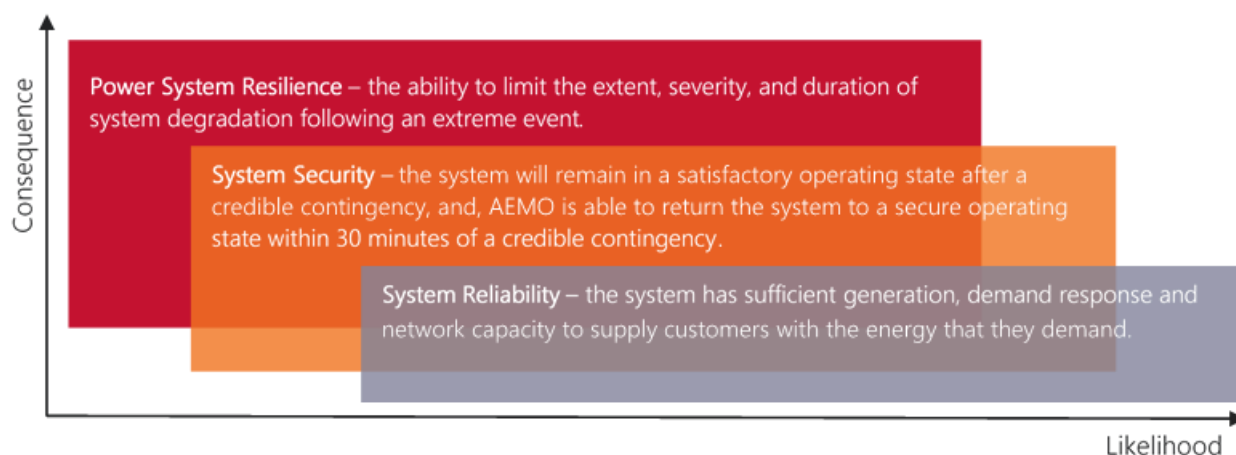 Consequence
Power System Resilience – the ability to limit the extent, severity, and duration of
system degradation following an extreme event.
System Security – the system will remain in a satisfactory operating state after a
credible contingency, and, AEMO is able to return the system to a secure operating
state within 30 minutes of a credible contingency.
System Reliability – the system has sufficient generation, demand response and
network capacity to supply customers with the energy that they demand.
Likelihood